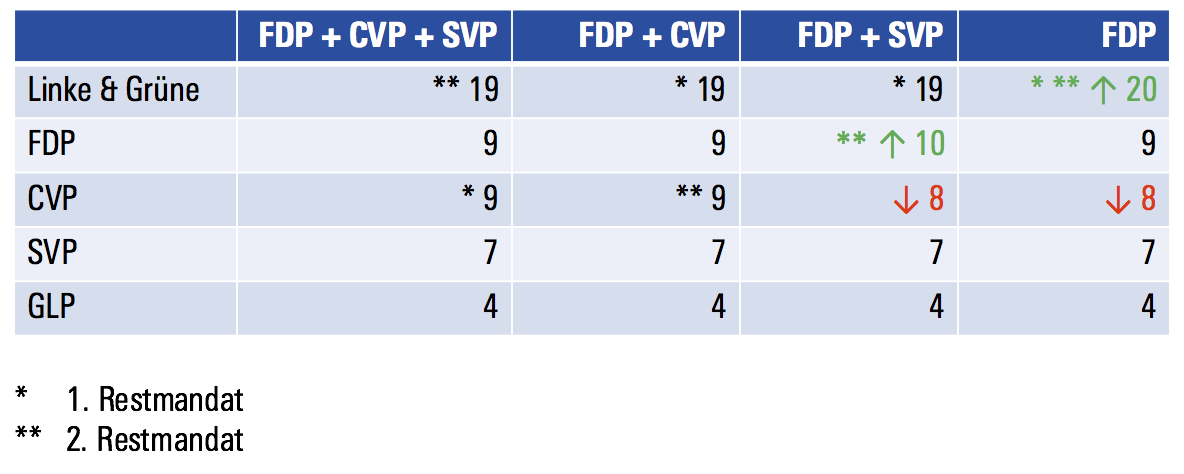 FDP + CVP + SVP FDP + CVP FDP + SVP FDP
Linke & Grüne ** 19 * 19 * 19 * ** ↑ 20
FDP 9 9 ** ↑ 10 9
CVP * 9 ** 9 ↓ 8 ↓ 8
SVP 7 7 7 7
GLP 4 4 4 4
* 1. Restmandat
** 2. Restmandat